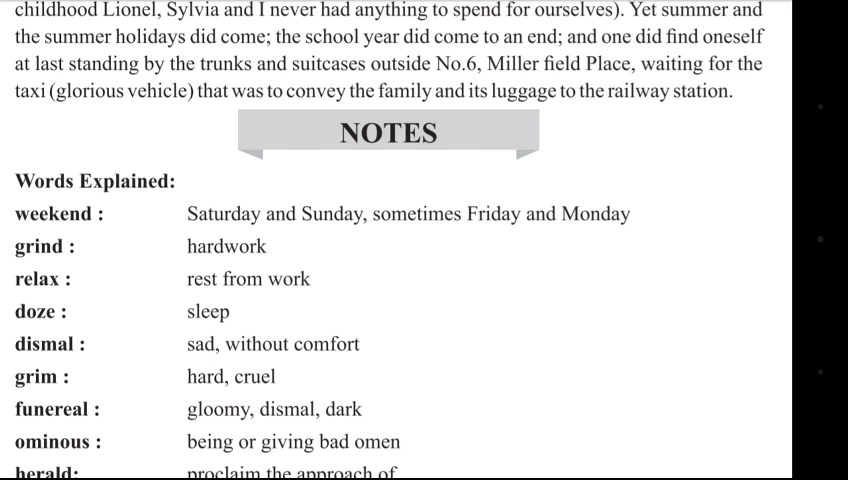 childhood Lionel, Sylvia and I never had anything to spend for ourselves). Yet summer and
the summer holidays did come; the school year did come to an end; and one did find oneself
at last standing by the trunks and suitcases outside No.6, Miller field Place, waiting for the
taxi (glorious vehicle) that was to convey the family and its luggage to the railway station.
NOTES
Words Explained:
weekend : Saturday and Sunday, sometimes Friday and Monday
grind : hardwork
relax : rest from work
doze : sleep
dismal : sad, without comfort
grim : hard, cruel
funereal : gloomy, dismal, dark
ominous : being or giving bad omen
herald: proclaim the approach of